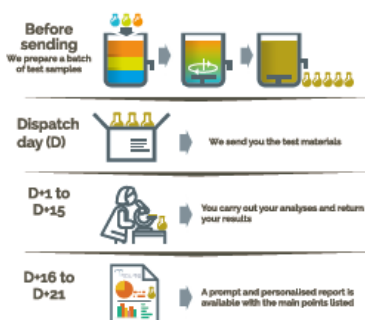 Before
sending
We prepare a batch
of test samples
Dispatch
day (D)
We send you the test materials
D+1 to
D+15
You carry out your analyses and return
your results
D+16 to
D+21
A prompt and personalised report is
available with the main points listed